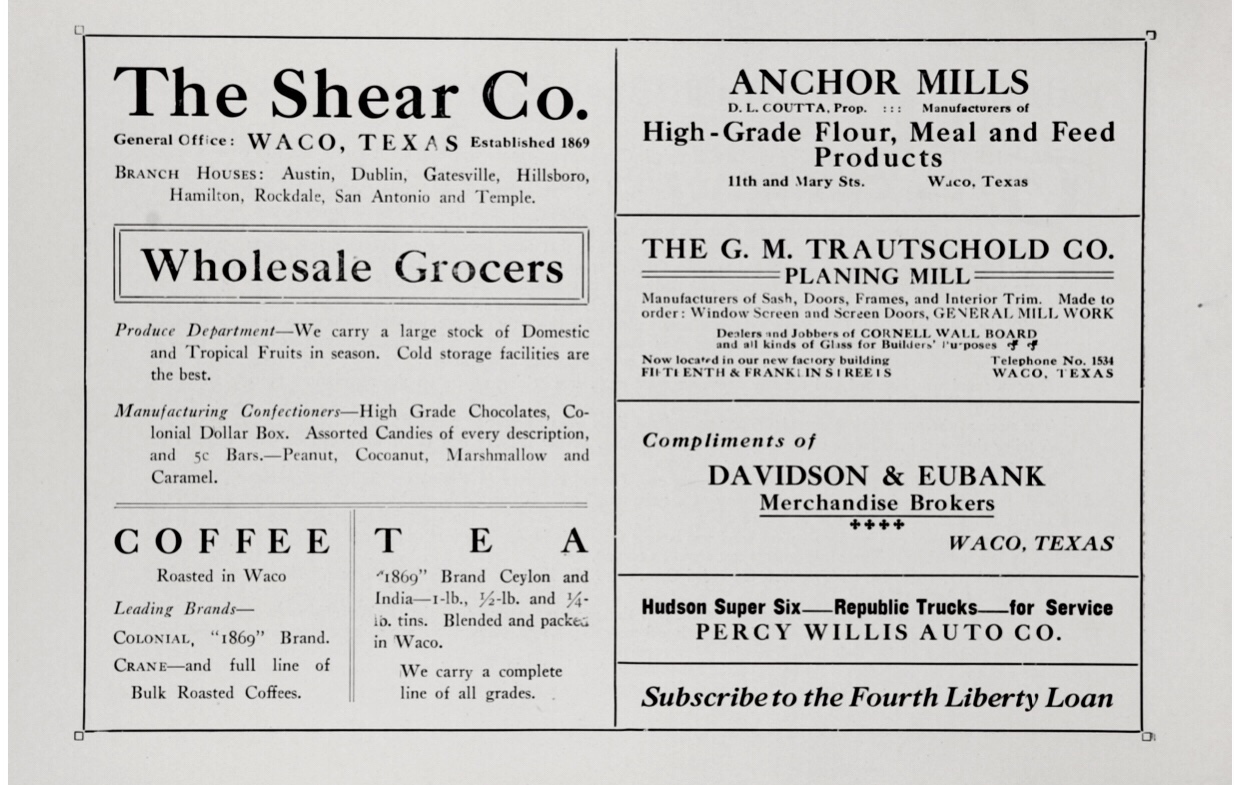 The Shear Co.
General Office: WACO, TEXAS Established 1869
BRANCH HOUSES: Austin, Dublin, Gatesville, Hillsboro,
Hamilton, Rockdale, San Antonio and Temple.
Wholesale Grocers
Produce Department—We carry a large stock of Domestic
and Tropical Fruits in season. Cold storage facilities are
the best.
Manufacturing Confectioners—High Grade Chocolates, Co-
lonial Dollar Box. Assorted Candies of every description,
and 5c Bars.—Peanut, Cocoanut, Marshmallow and
Caramel.
COFFEE
Roasted in Waco
Leading Brands—
COLONIAL, "1869" Brand.
CRANE—and full line of
Bulk Roasted Coffees.
TEA
"1869" Brand Ceylon and
India—1-lb., ½-lb. and ¼-
lb. tins. Blended and packed
in Waco.
We carry a complete
line of all grades.
ANCHOR MILLS
D. L. COUTTA, Prop. ::: Manufacturers of
High-Grade Flour, Meal and Feed
Products
11th and Mary Sts. Waco, Texas
THE G. M. TRAUTSCHOLD CO.
PLANING MILL
Manufacturers of Sash, Doors, Frames, and Interior Trim. Made to
order: Window Screen and Screen Doors, GENERAL MILL WORK
Dealers and Jobbers of CORNELL WALL BOARD
and all kinds of Glass for Builders' Purposes
Now located in our new factory building Telephone No. 1534
FIFTEENTH & FRANKLIN STREETS WACO, TEXAS
Compliments of
DAVIDSON & EUBANK
Merchandise Brokers
WACO, TEXAS
Hudson Super Six—Republic Trucks—for Service
PERCY WILLIS AUTO CO.
Subscribe to the Fourth Liberty Loan